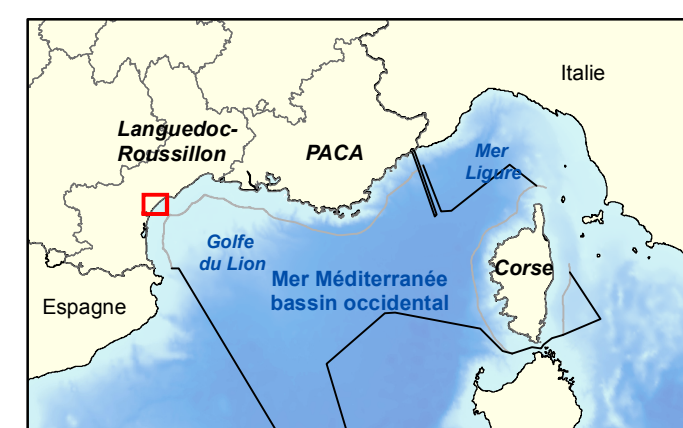 Italie
Languedoc-
Roussillon
PACA
Mer
Ligure
Golfe
du Lion
Corse
Mer Méditerranée
bassin occidental
Espagne